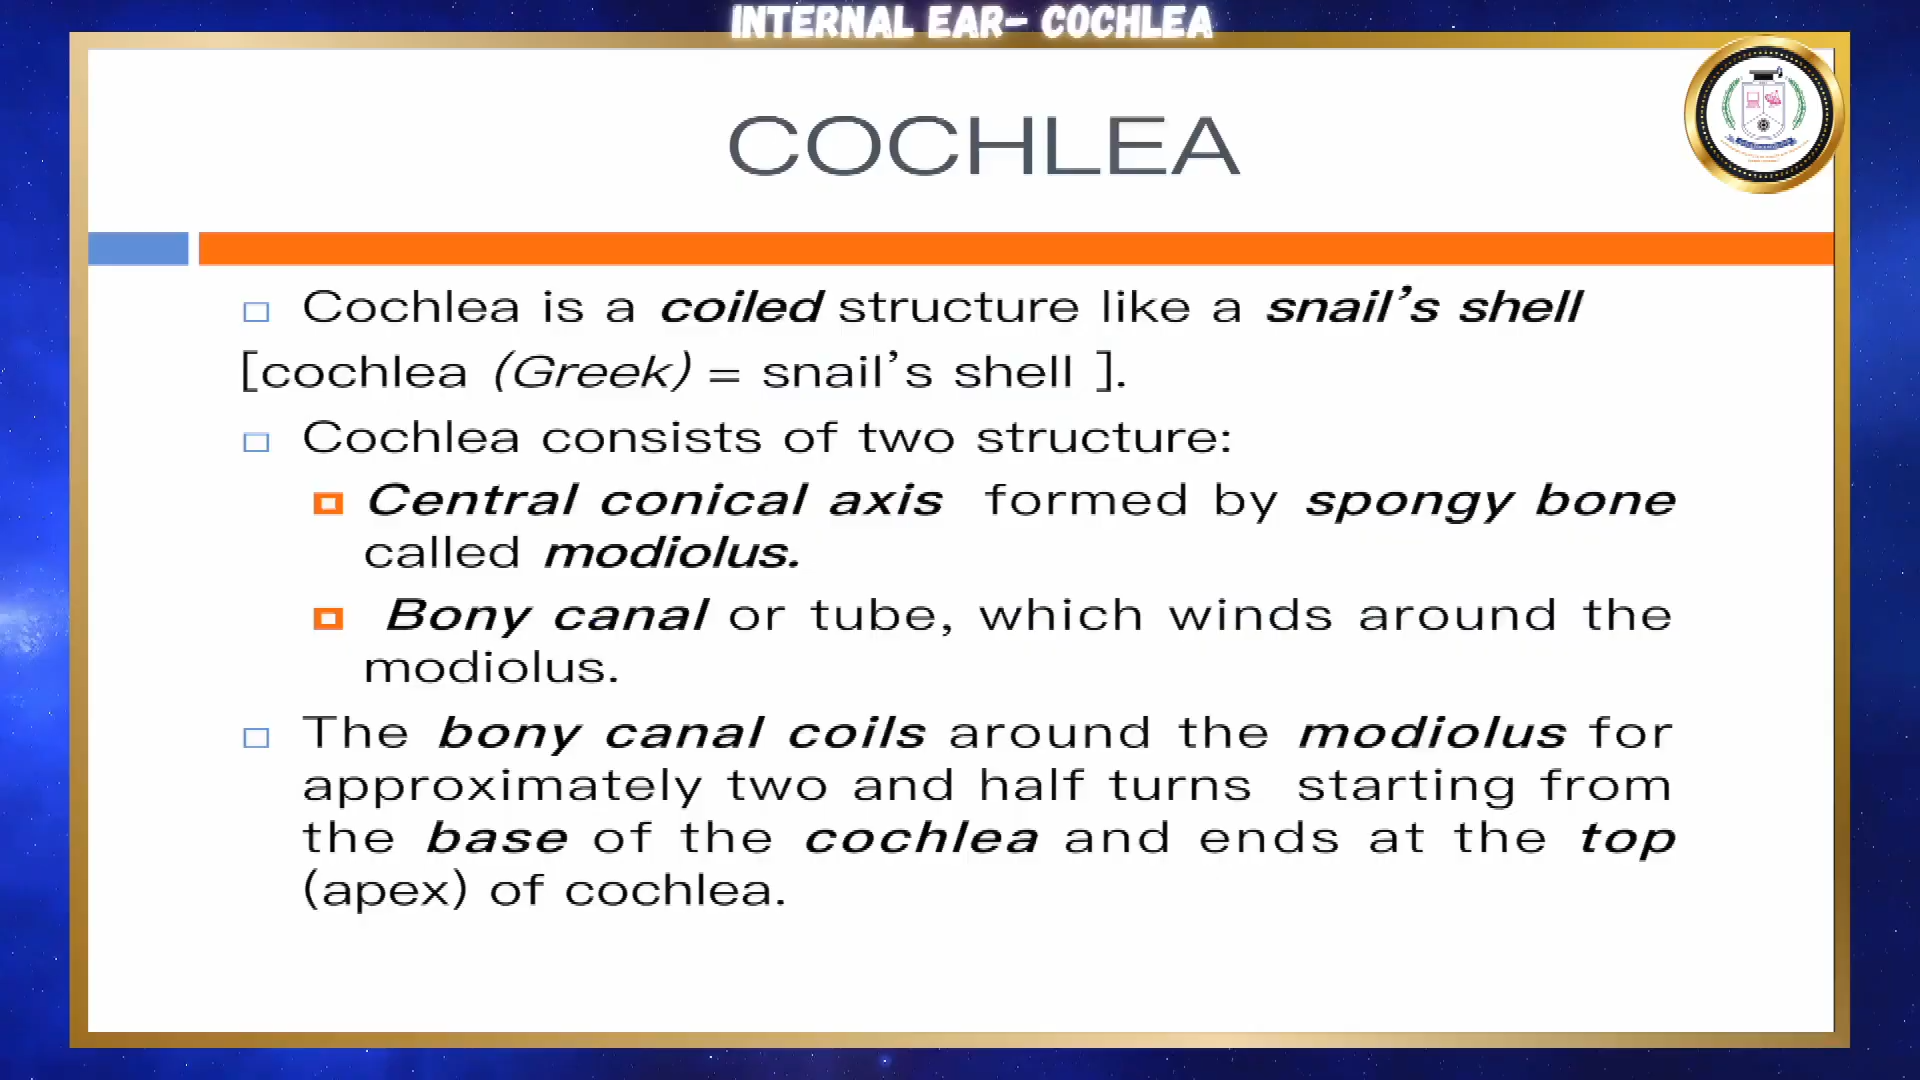 INTERNAL EAR- COCHLEA
COCHLEA
Cochlea is a coiled structure like a snail's shell
[cochlea (Greek) = snail's shell ].
Cochlea consists of two structure:
Central conical axis formed by spongy bone
called modiolus.
Bony canal or tube, which winds around the
modiolus.
The bony canal coils around the modiolus for
approximately two and half turns starting from
the base of the cochlea and ends at the top
(apex) of cochlea.